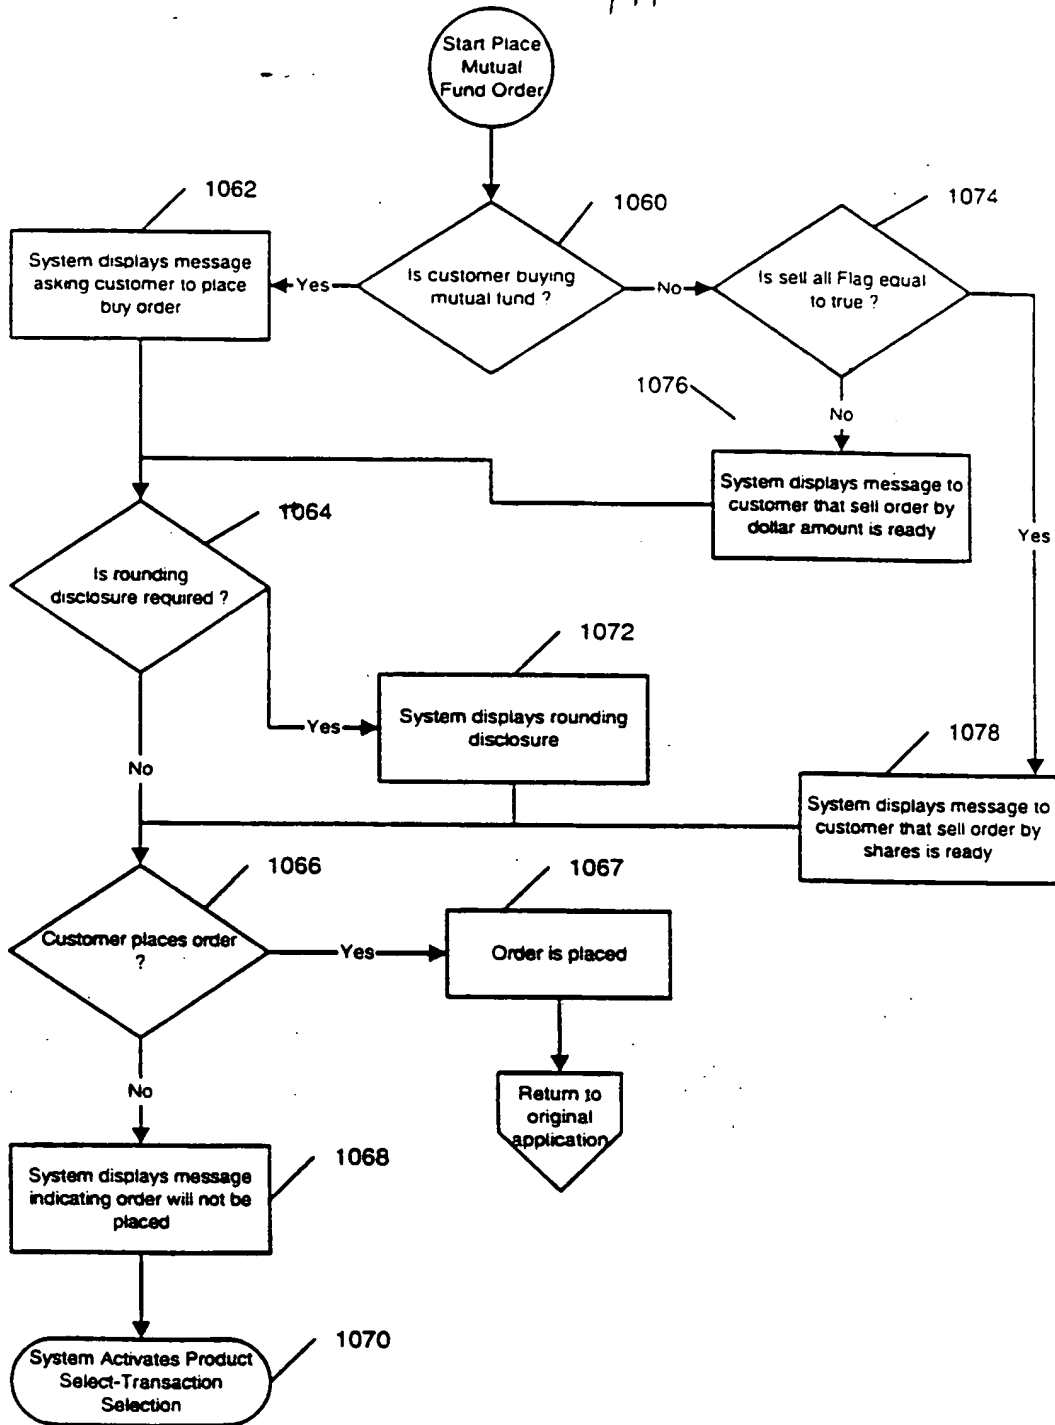 Start Place
Mutual
Fund Order
1062
1060
1074
System displays message
asking customer to place
buy order
Yes
Is customer buying
mutual fund ?
No
Is sell all Flag equal
to true ?
1076
No
System displays message to
customer that sell order by
dollar amount is ready
Yes
1064
Is rounding
disclosure required ?
1072
Yes
System displays rounding
disclosure
1078
No
System displays message to
customer that sell order by
shares is ready
1066
1067
Customer places order
?
Yes
Order is placed
No
Return to
original
application
1068
System displays message
indicating order will not be
placed
1070
System Activates Product
Select-Transaction
Selection